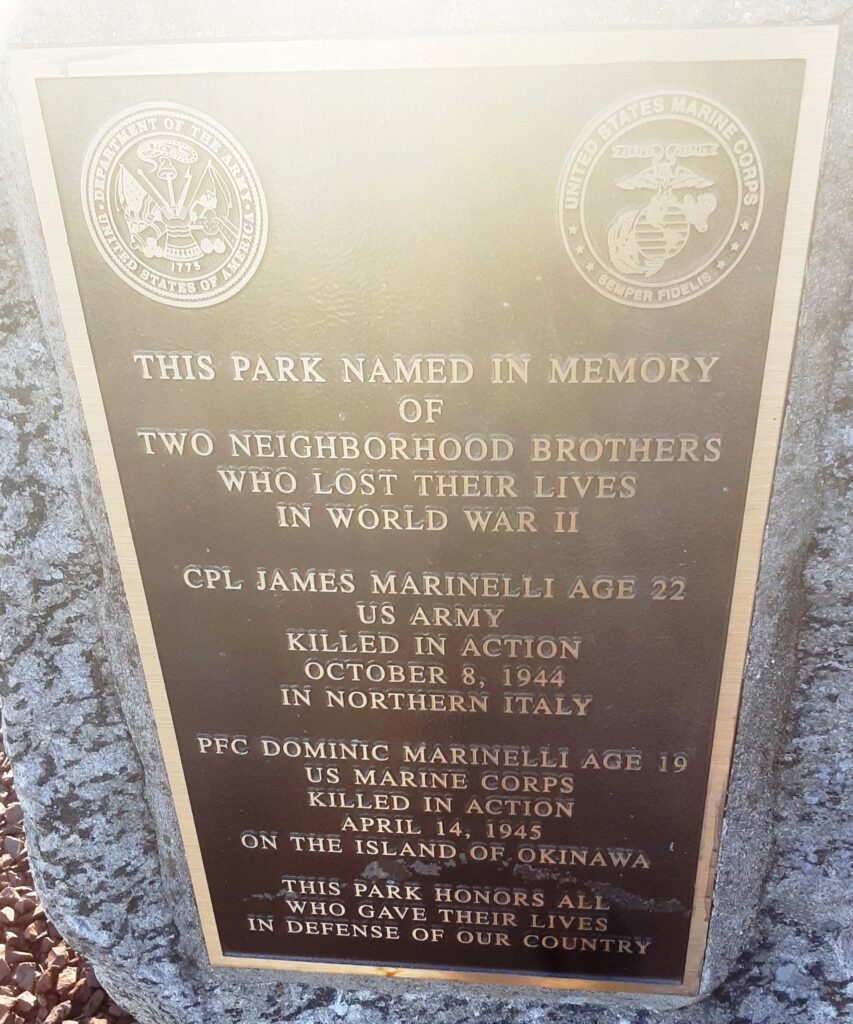 DEPARTMENT OF THE ARMY
UNITED STATES OF AMERICA
1775
UNITED STATES MARINE CORPS
SEMPER FIDELIS
THIS PARK NAMED IN MEMORY
OF
TWO NEIGHBORHOOD BROTHERS
WHO LOST THEIR LIVES
IN WORLD WAR II
CPL JAMES MARINELLI AGE 22
US ARMY
KILLED IN ACTION
OCTOBER 8, 1944
IN NORTHERN ITALY
PFC DOMINIC MARINELLI AGE 19
US MARINE CORPS
KILLED IN ACTION
APRIL 14, 1945
ON THE ISLAND OF OKINAWA
THIS PARK HONORS ALL
WHO GAVE THEIR LIVES
IN DEFENSE OF OUR COUNTRY